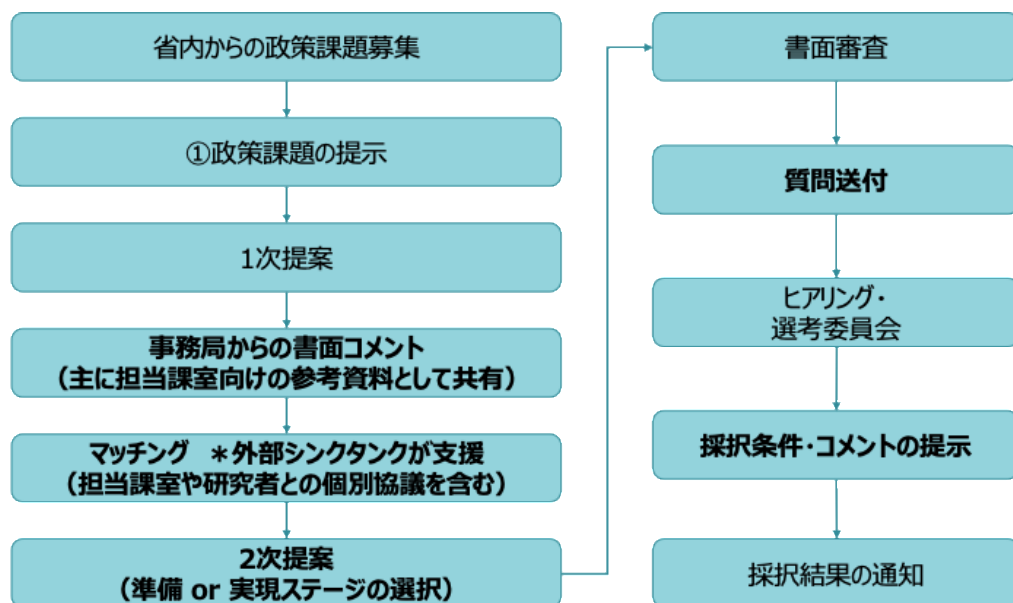 省内からの政策課題募集
①政策課題の提示
1次提案
事務局からの書面コメント
（主に担当課室向けの参考資料として共有）
マッチング　＊外部シンクタンクが支援
（担当課室や研究者との個別協議を含む）
2次提案
（準備 or 実現ステージの選択）
書面審査
質問送付
ヒアリング・
選考委員会
採択条件・コメントの提示
採択結果の通知